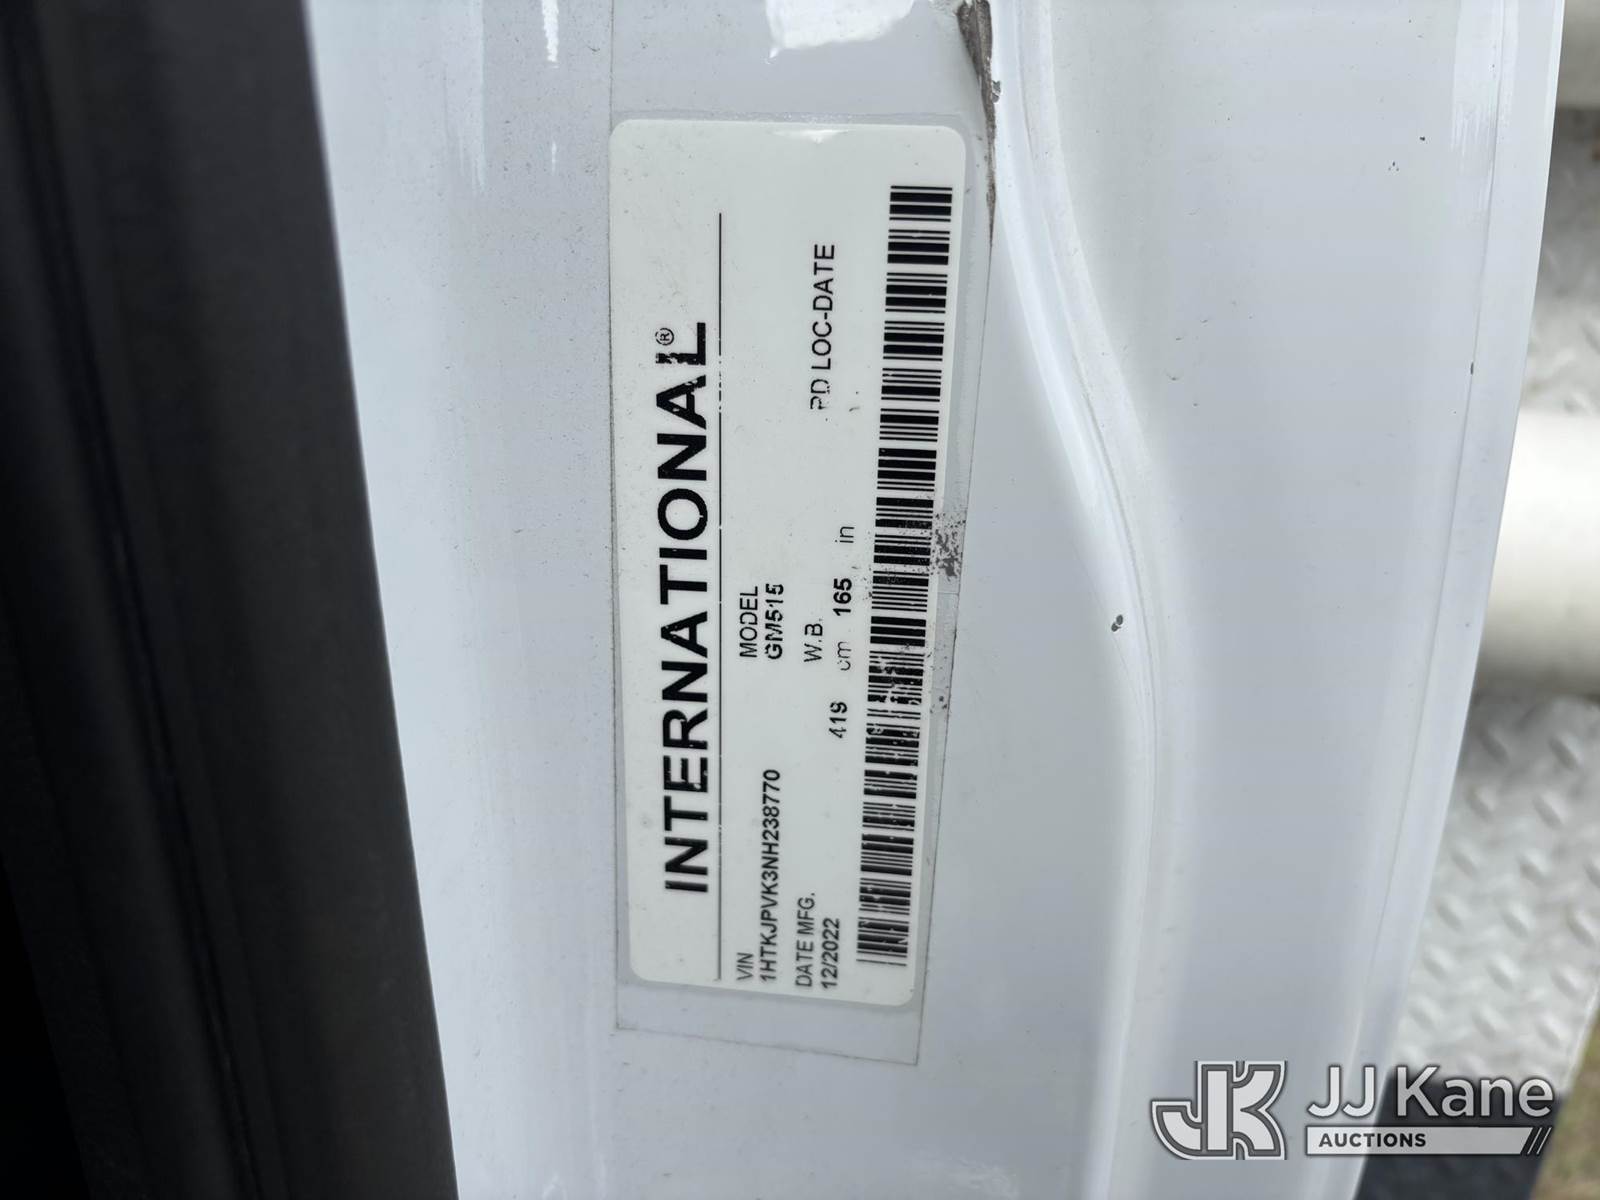 INTERNATIONAL®
VIN
1HTKJPVK3NH238770
MODEL
GM515
DATE MFG.
12/2022
W.B.
419 cm 165 in
PD LOC-DATE
JK JJ Kane
AUCTIONS